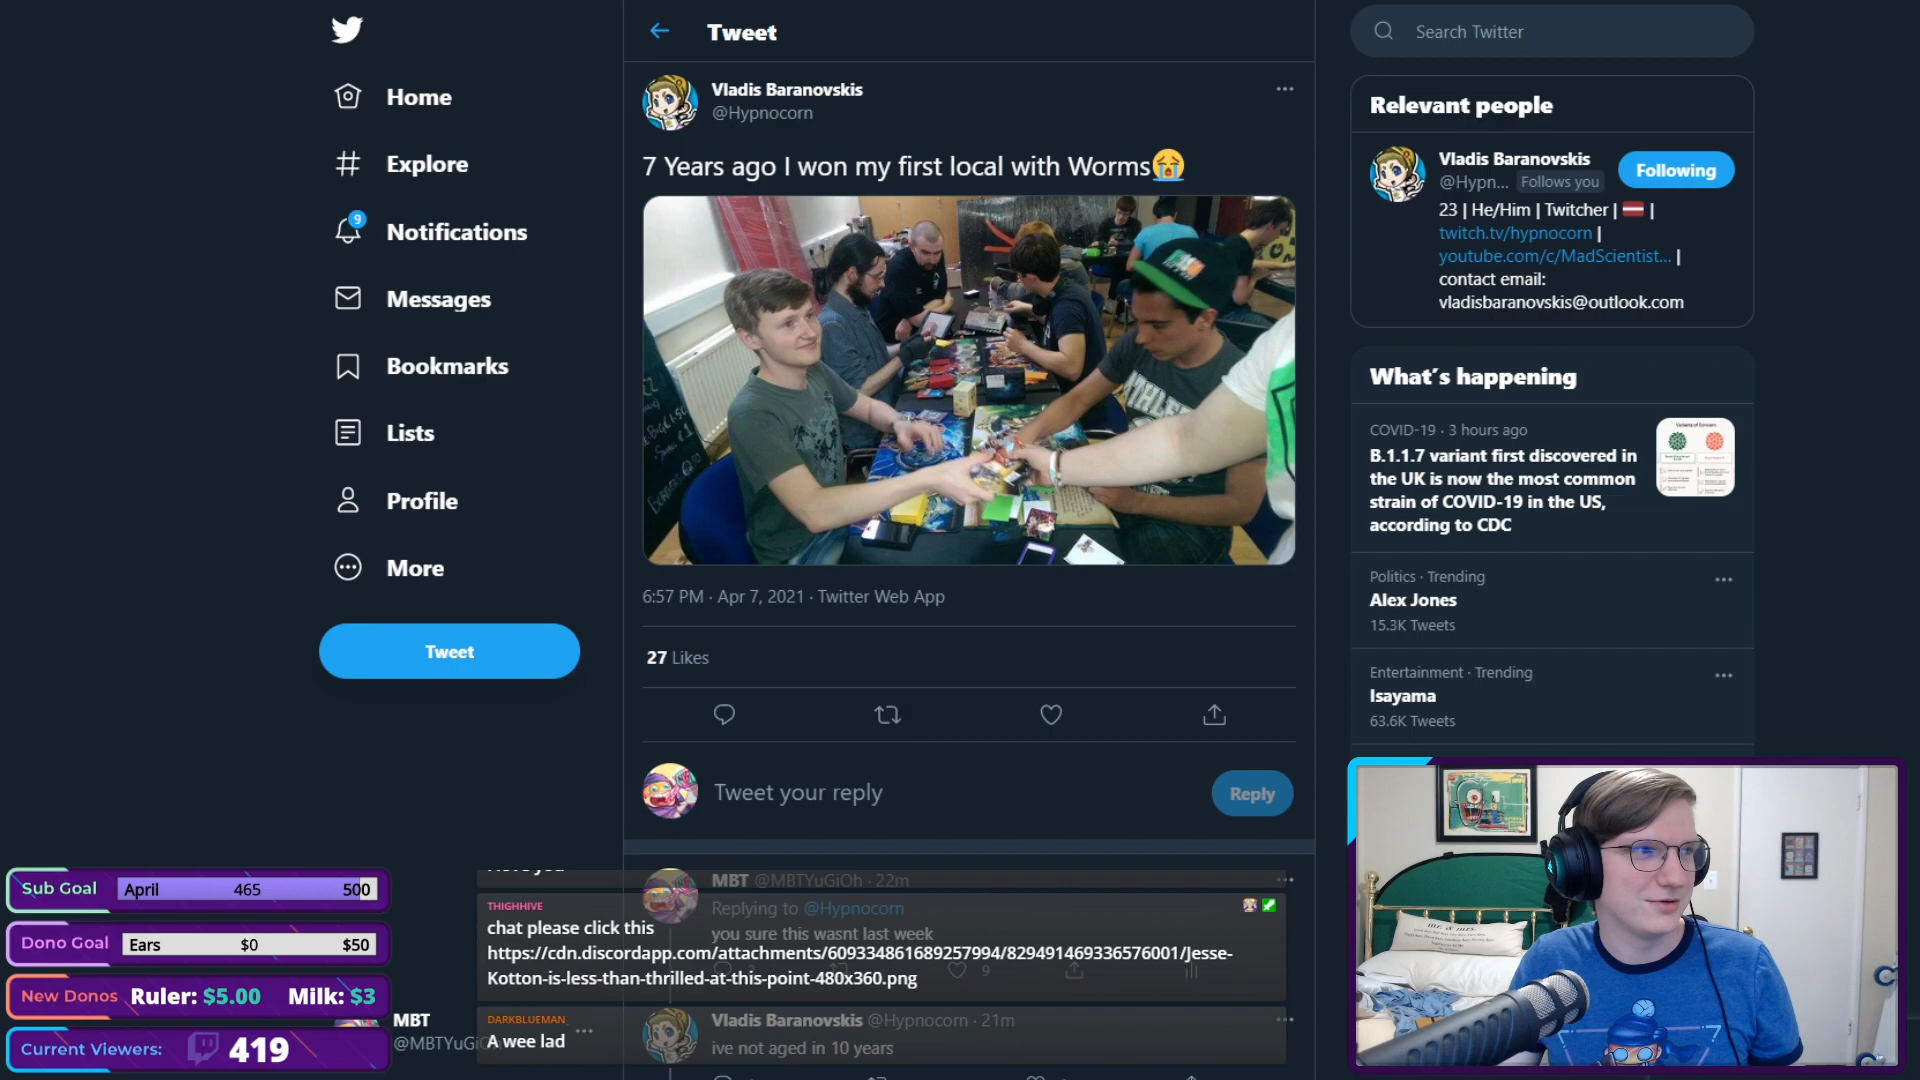 Home
Explore
9
Notifications
Messages
Bookmarks
Lists
Profile
More
Tweet
Tweet
Vladis Baranovskis
@Hypnocorn
7 Years ago I won my first local with Worms😭
6:57 PM · Apr 7, 2021 · Twitter Web App
27 Likes
Tweet your reply
Reply
MBT @MBTYuGiOh · 22m
Replying to @Hypnocorn
you sure this wasnt last week
9
Vladis Baranovskis @Hypnocorn · 21m
ive not aged in 10 years
THIGHHIVE
chat please click this
https://cdn.discordapp.com/attachments/609334861689257994/829491469336576001/Jesse-
Kotton-is-less-than-thrilled-at-this-point-480x360.png
DARKBLUEMAN_
A wee lad
MBT
@MBTYuGi
Search Twitter
Relevant people
Vladis Baranovskis
@Hypn... Follows you
Following
23 | He/Him | Twitcher | 🇱🇻 |
twitch.tv/hypnocorn |
youtube.com/c/MadScientist... |
contact email:
vladisbaranovskis@outlook.com
What's happening
COVID-19 · 3 hours ago
B.1.1.7 variant first discovered in
the UK is now the most common
strain of COVID-19 in the US,
according to CDC
Politics · Trending
Alex Jones
15.3K Tweets
Entertainment · Trending
Isayama
63.6K Tweets
Sub Goal April 465 500
Dono Goal Ears $0 $50
New Donos Ruler: $5.00 Milk: $3
Current Viewers: 419